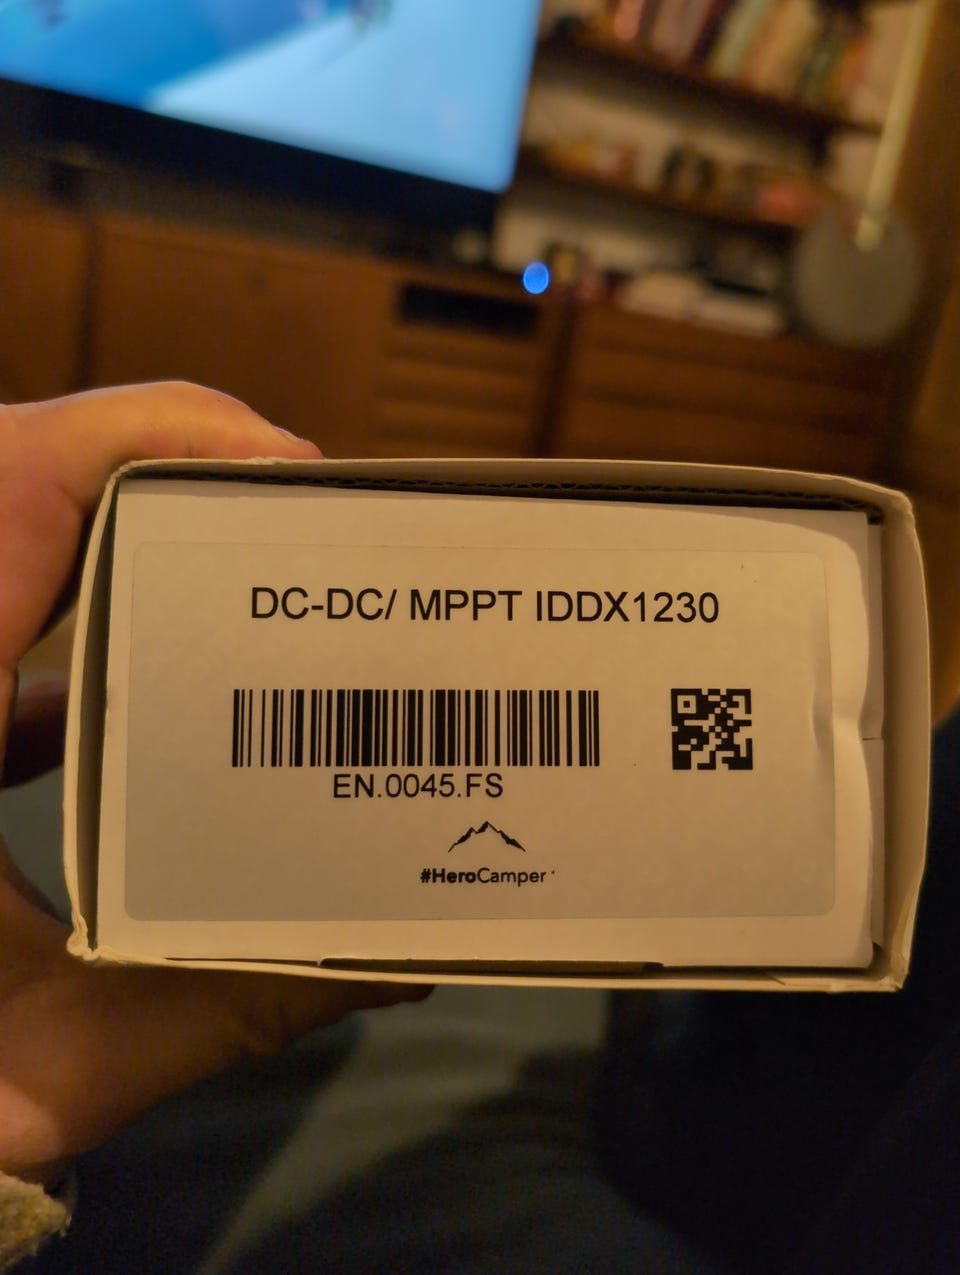 DC-DC/ MPPT IDDX1230
EN.0045.FS
#HeroCamper